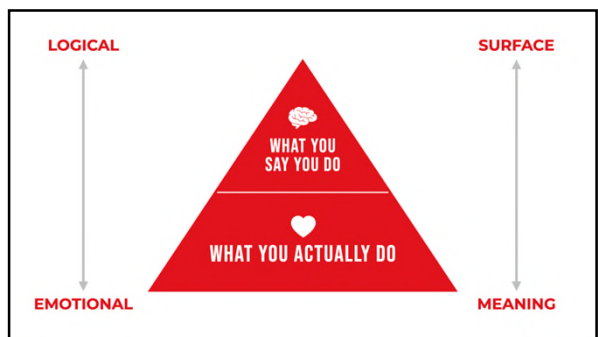 LOGICAL
SURFACE
WHAT YOU
SAY YOU DO
WHAT YOU ACTUALLY DO
EMOTIONAL
MEANING